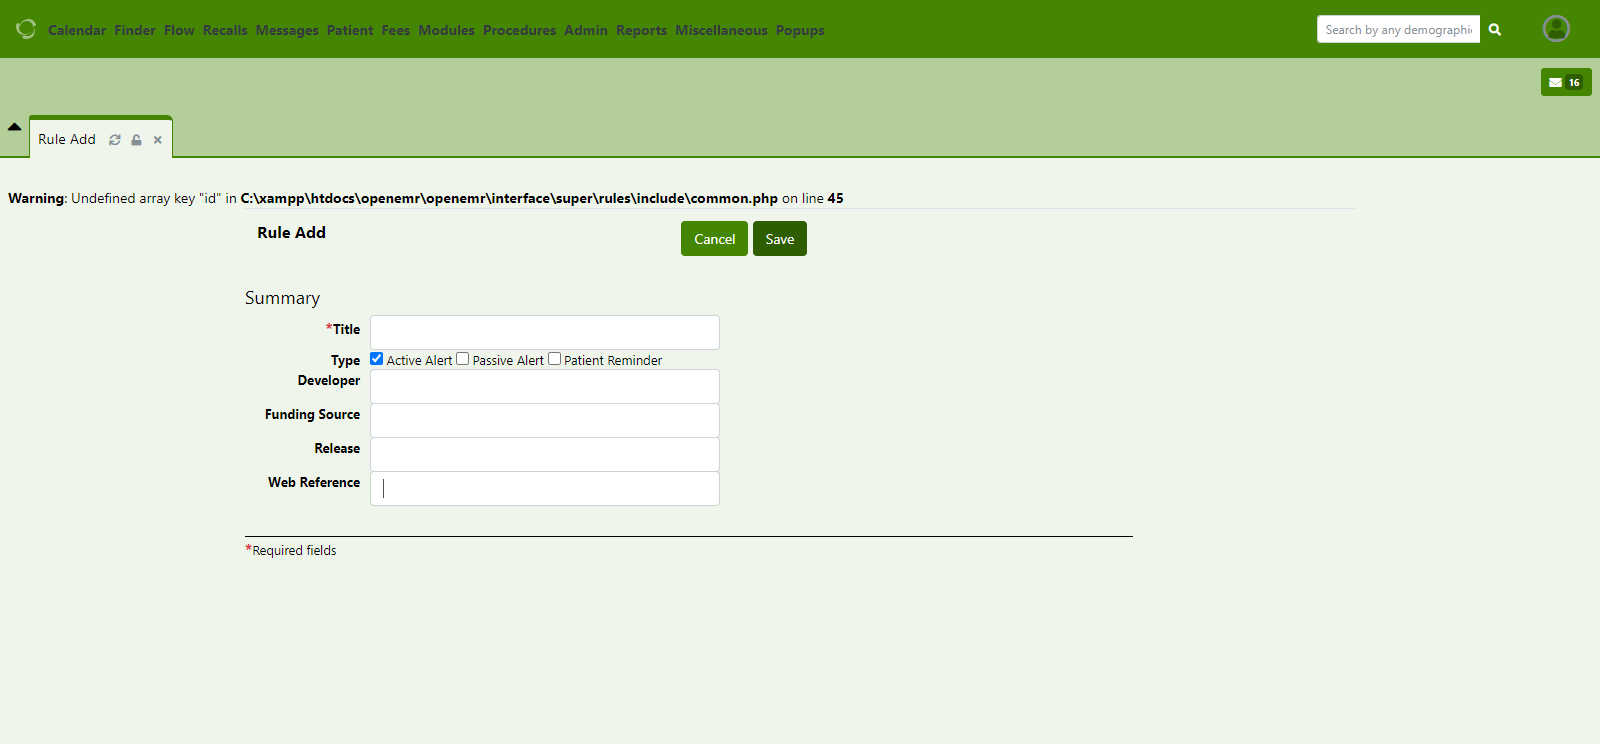 Calendar Finder Flow Recalls Messages Patient Fees Modules Procedures Admin Reports Miscellaneous Popups
Search by any demographi
16
Rule Add
Warning: Undefined array key "id" in C:\xampp\htdocs\openemr\openemr\interface\super\rules\include\common.php on line 45
Rule Add
Cancel
Save
Summary
*Title
Type Active Alert Passive Alert Patient Reminder
Developer
Funding Source
Release
Web Reference
*Required fields